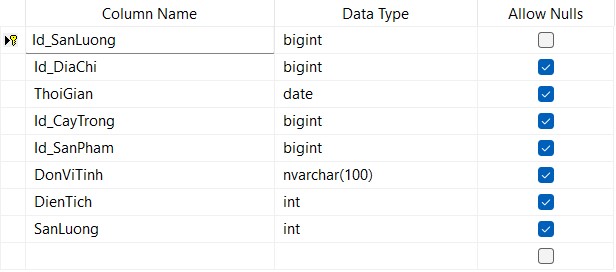 Column Name Data Type Allow Nulls
Id_SanLuong bigint
Id_DiaChi bigint
ThoiGian date
Id_CayTrong bigint
Id_SanPham bigint
DonViTinh nvarchar(100)
DienTich int
SanLuong int